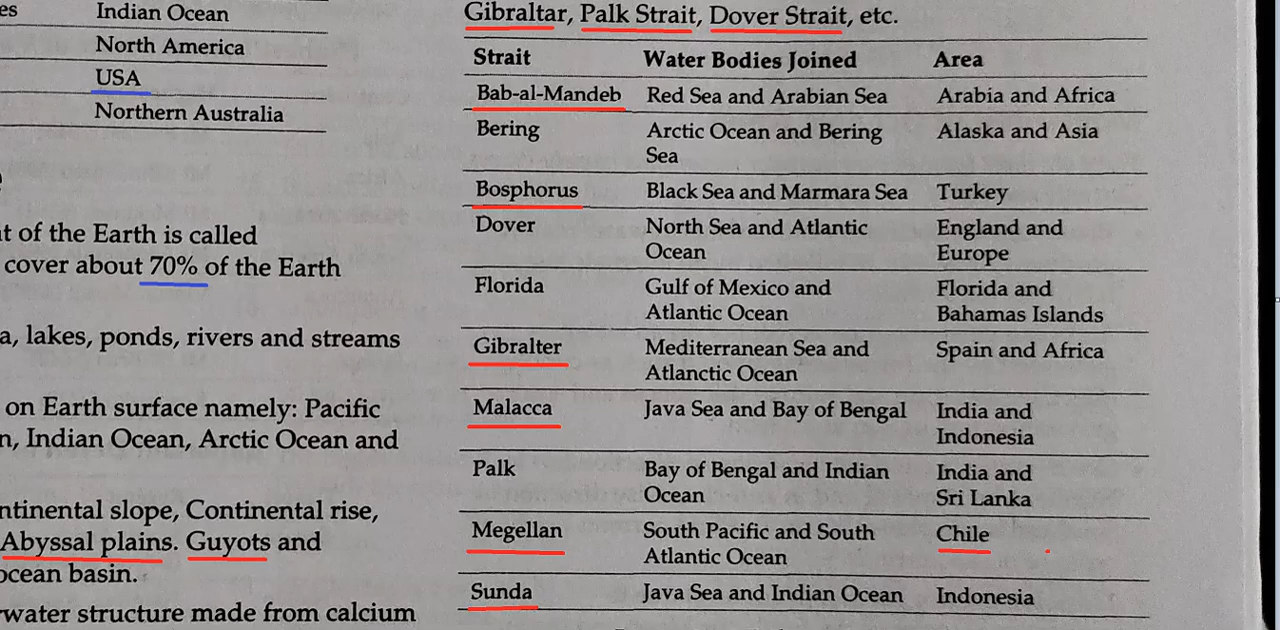 es Indian Ocean
North America
USA
Northern Australia
t of the Earth is called
cover about 70% of the Earth
a, lakes, ponds, rivers and streams
on Earth surface namely: Pacific
n, Indian Ocean, Arctic Ocean and
ntinental slope, Continental rise,
Abyssal plains. Guyots and
ocean basin.
water structure made from calcium
Gibraltar, Palk Strait, Dover Strait, etc.
Strait Water Bodies Joined Area
Bab-al-Mandeb Red Sea and Arabian Sea Arabia and Africa
Bering Arctic Ocean and Bering Alaska and Asia
Sea
Bosphorus Black Sea and Marmara Sea Turkey
Dover North Sea and Atlantic England and
Ocean Europe
Florida Gulf of Mexico and Florida and
Atlantic Ocean Bahamas Islands
Gibralter Mediterranean Sea and Spain and Africa
Atlanctic Ocean
Malacca Java Sea and Bay of Bengal India and
Indonesia
Palk Bay of Bengal and Indian India and
Ocean Sri Lanka
Megellan South Pacific and South Chile
Atlantic Ocean
Sunda Java Sea and Indian Ocean Indonesia